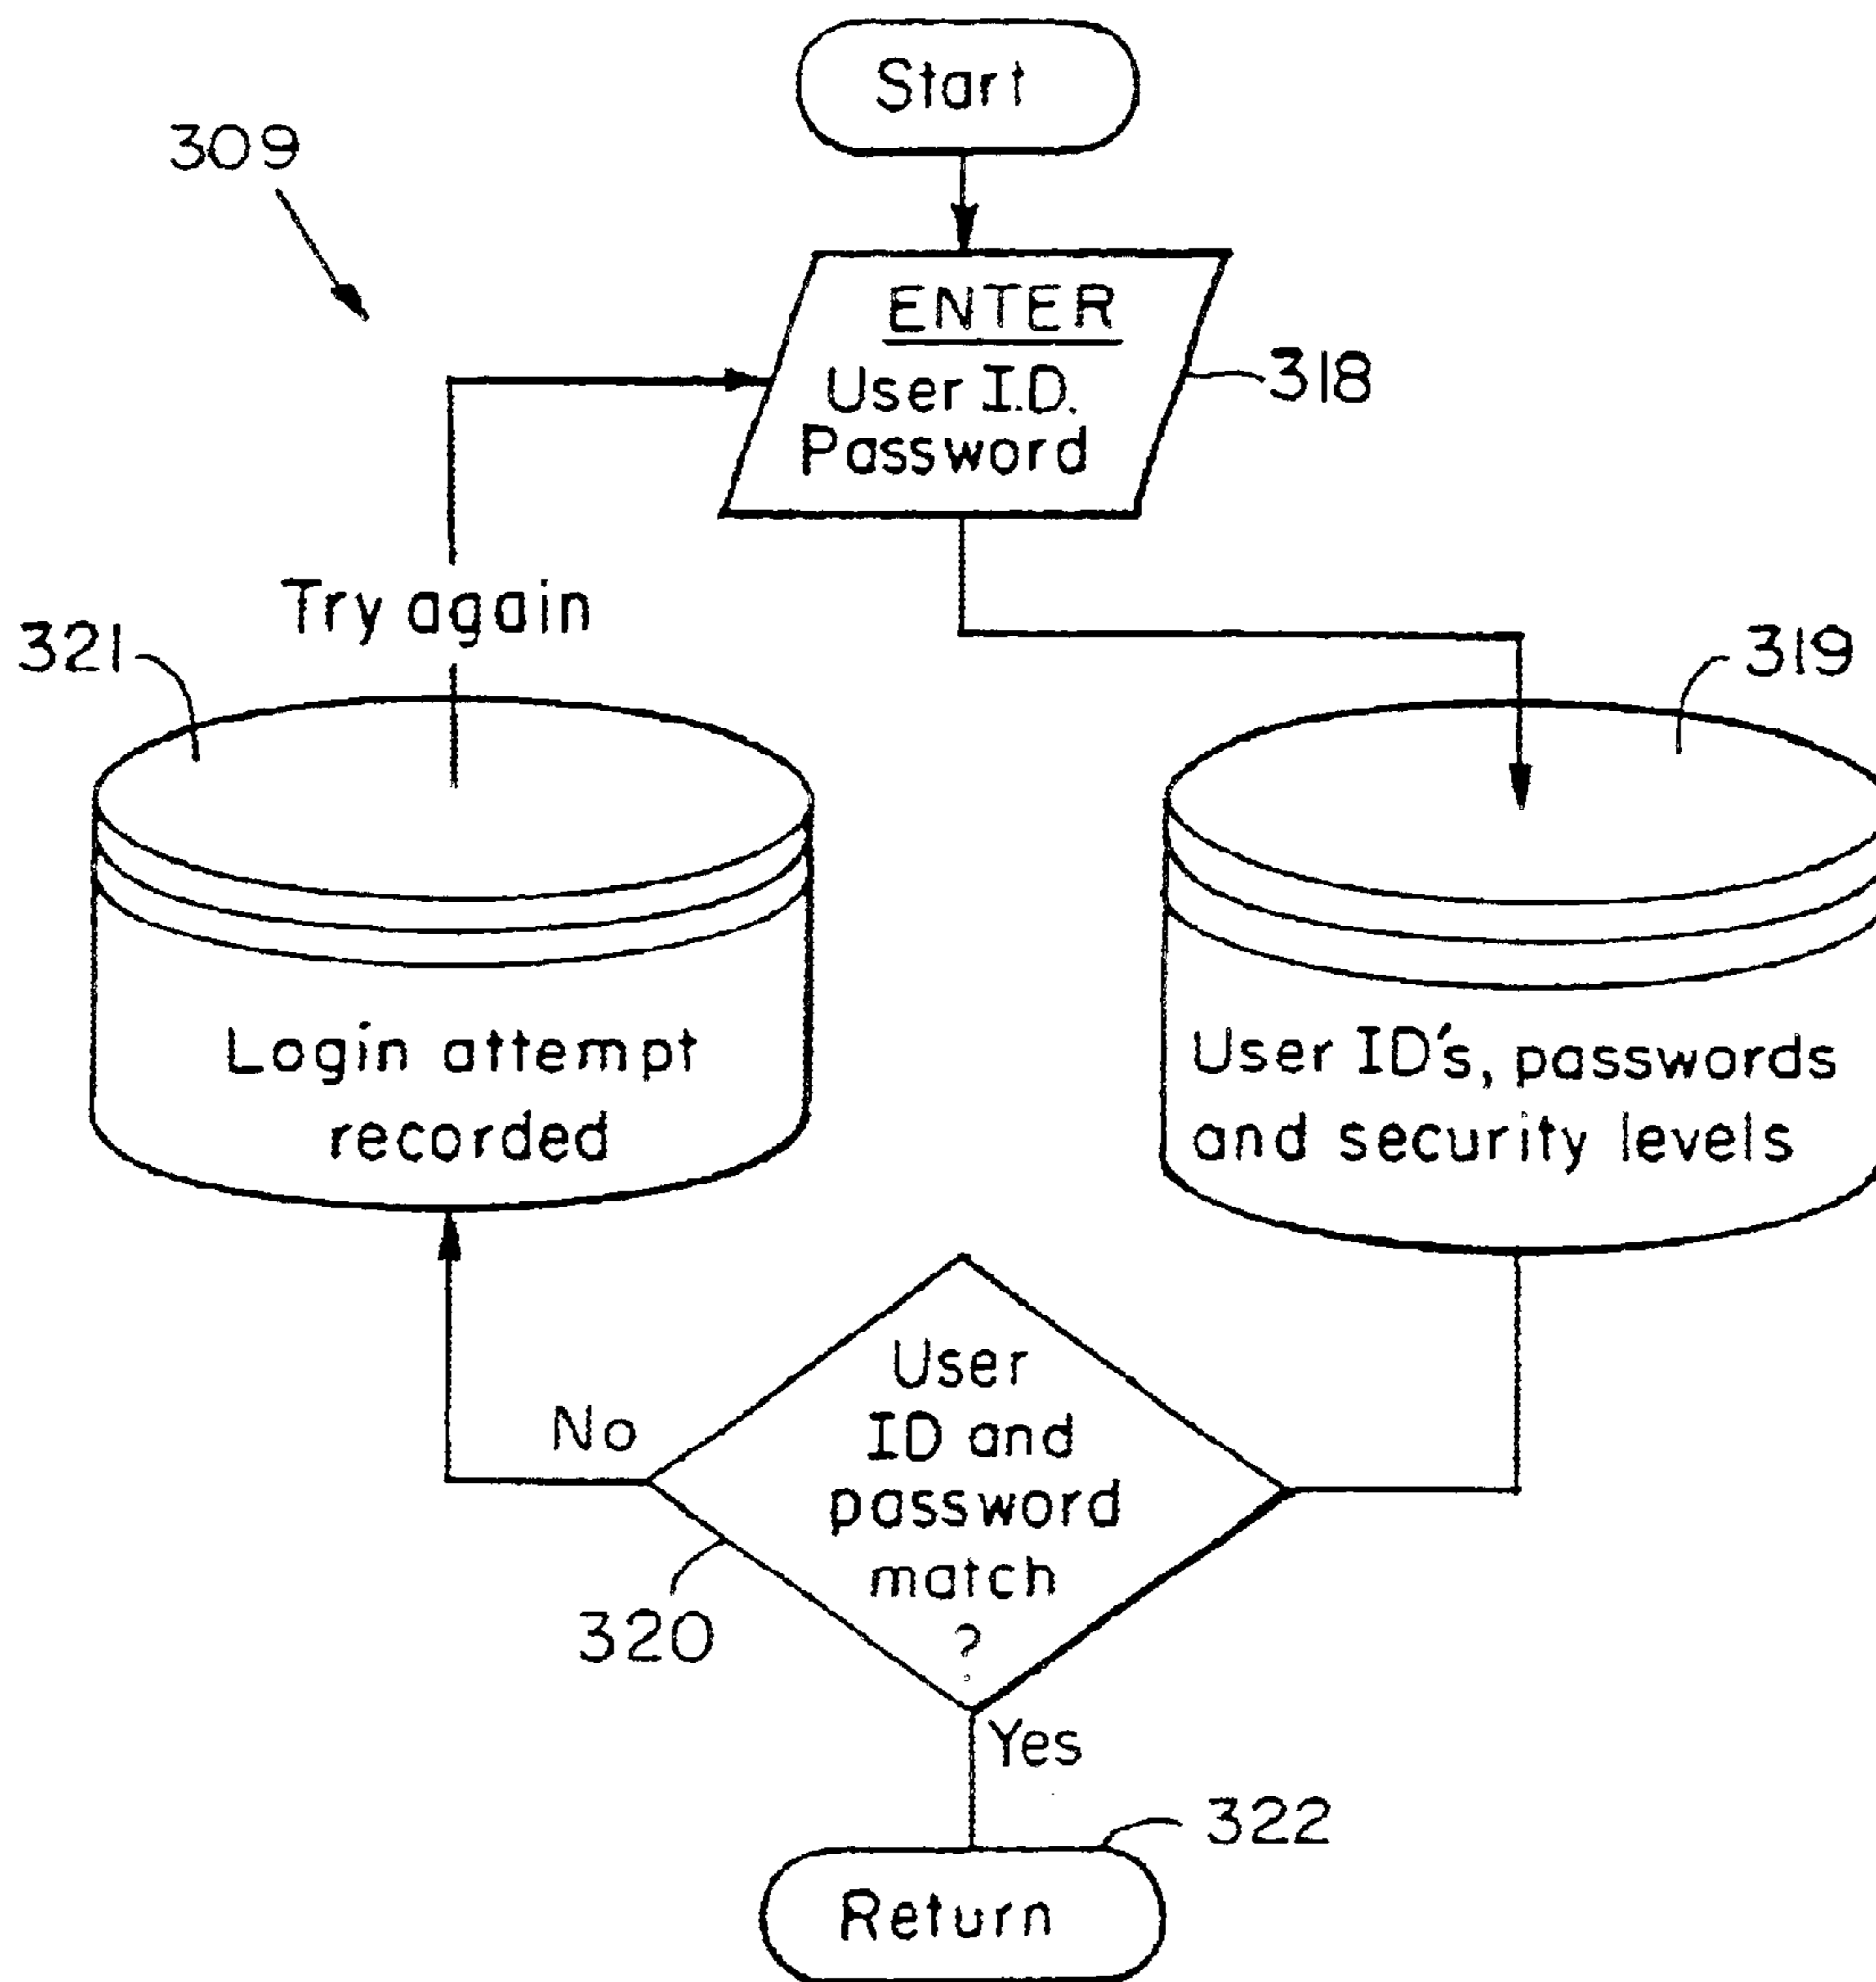 Start
309
ENTER
User I.D.
Password
318
Try again
321
319
Login attempt
recorded
User ID's, passwords
and security levels
User
ID and
password
match
?
No
320
Yes
322
Return